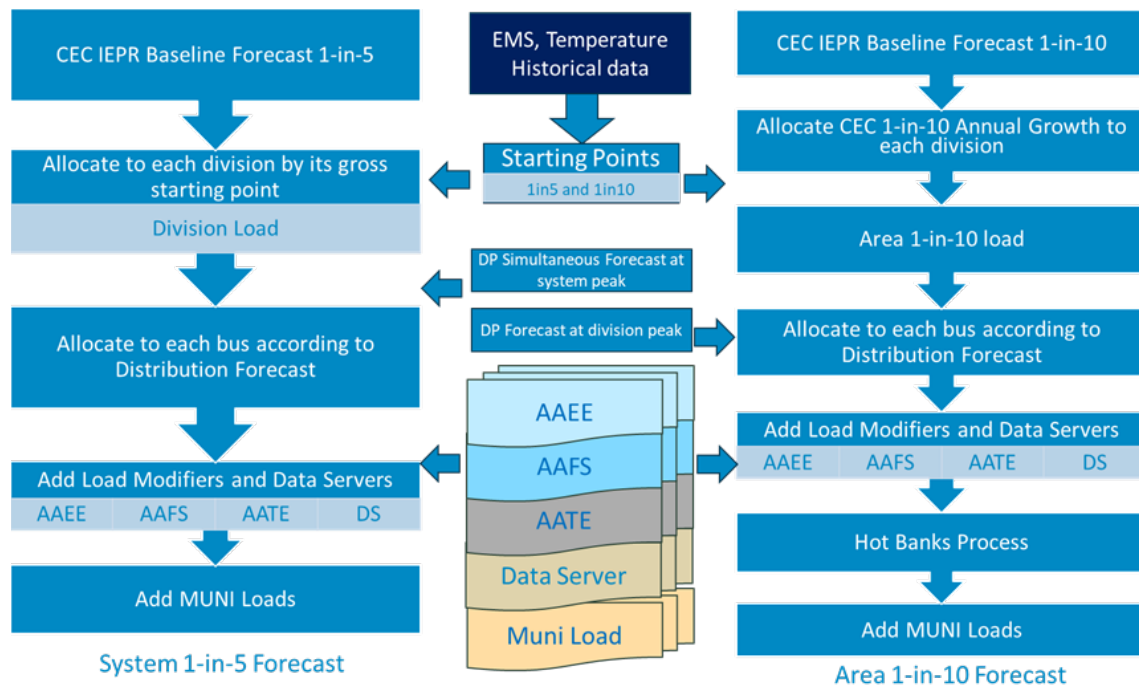 CEC IEPR Baseline Forecast 1-in-5
Allocate to each division by its gross
starting point
Division Load
Allocate to each bus according to
Distribution Forecast
Add Load Modifiers and Data Servers
AAEE AAFS AATE DS
Add MUNI Loads
System 1-in-5 Forecast
EMS, Temperature
Historical data
Starting Points
1in5 and 1in10
DP Simultaneous Forecast at
system peak
DP Forecast at division peak
AAEE
AAFS
AATE
Data Server
Muni Load
CEC IEPR Baseline Forecast 1-in-10
Allocate CEC 1-in-10 Annual Growth to
each division
Area 1-in-10 load
Allocate to each bus according to
Distribution Forecast
Add Load Modifiers and Data Servers
AAEE AAFS AATE DS
Hot Banks Process
Add MUNI Loads
Area 1-in-10 Forecast